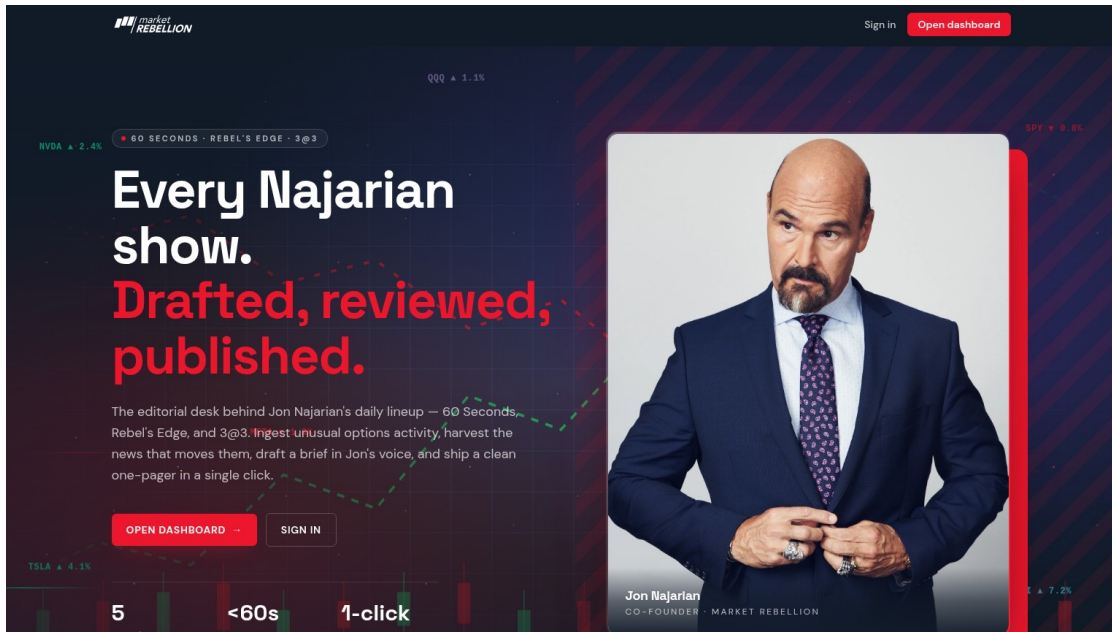 market
REBELLION
Sign in
Open dashboard
QQQ ▲ 1.1%
SPY ▼ 0.8%
NVDA ▲ 2.4%
60 SECONDS · REBEL'S EDGE · 3@3
Every Najarian
show.
Drafted, reviewed,
published.
The editorial desk behind Jon Najarian's daily lineup — 60 Seconds,
Rebel's Edge, and 3@3. Ingest unusual options activity, harvest the
news that moves them, draft a brief in Jon's voice, and ship a clean
one-pager in a single click.
OPEN DASHBOARD →
SIGN IN
TSLA ▲ 4.1%
▲ 7.2%
5
<60s
1-click
Jon Najarian
CO-FOUNDER · MARKET REBELLION